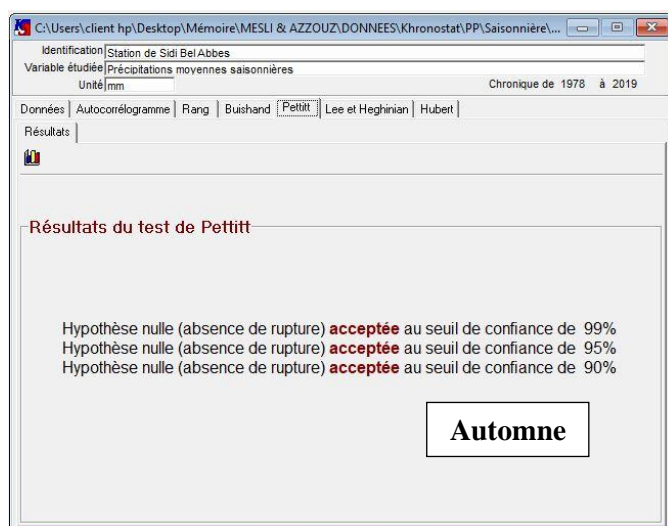 C:\Users\client hp\Desktop\Mémoire\MESLI & AZZOUZ\DONNEES\Khronostat\PP\Saisonnière\...
Identification Station de Sidi Bel Abbes
Variable étudiée Précipitations moyennes saisonnières
Unité mm Chronique de 1978 à 2019
Données Autocorrélogramme Rang Buishand Pettitt Lee et Heghinian Hubert
Résultats
Résultats du test de Pettitt
Hypothèse nulle (absence de rupture) acceptée au seuil de confiance de 99%
Hypothèse nulle (absence de rupture) acceptée au seuil de confiance de 95%
Hypothèse nulle (absence de rupture) acceptée au seuil de confiance de 90%
Automne